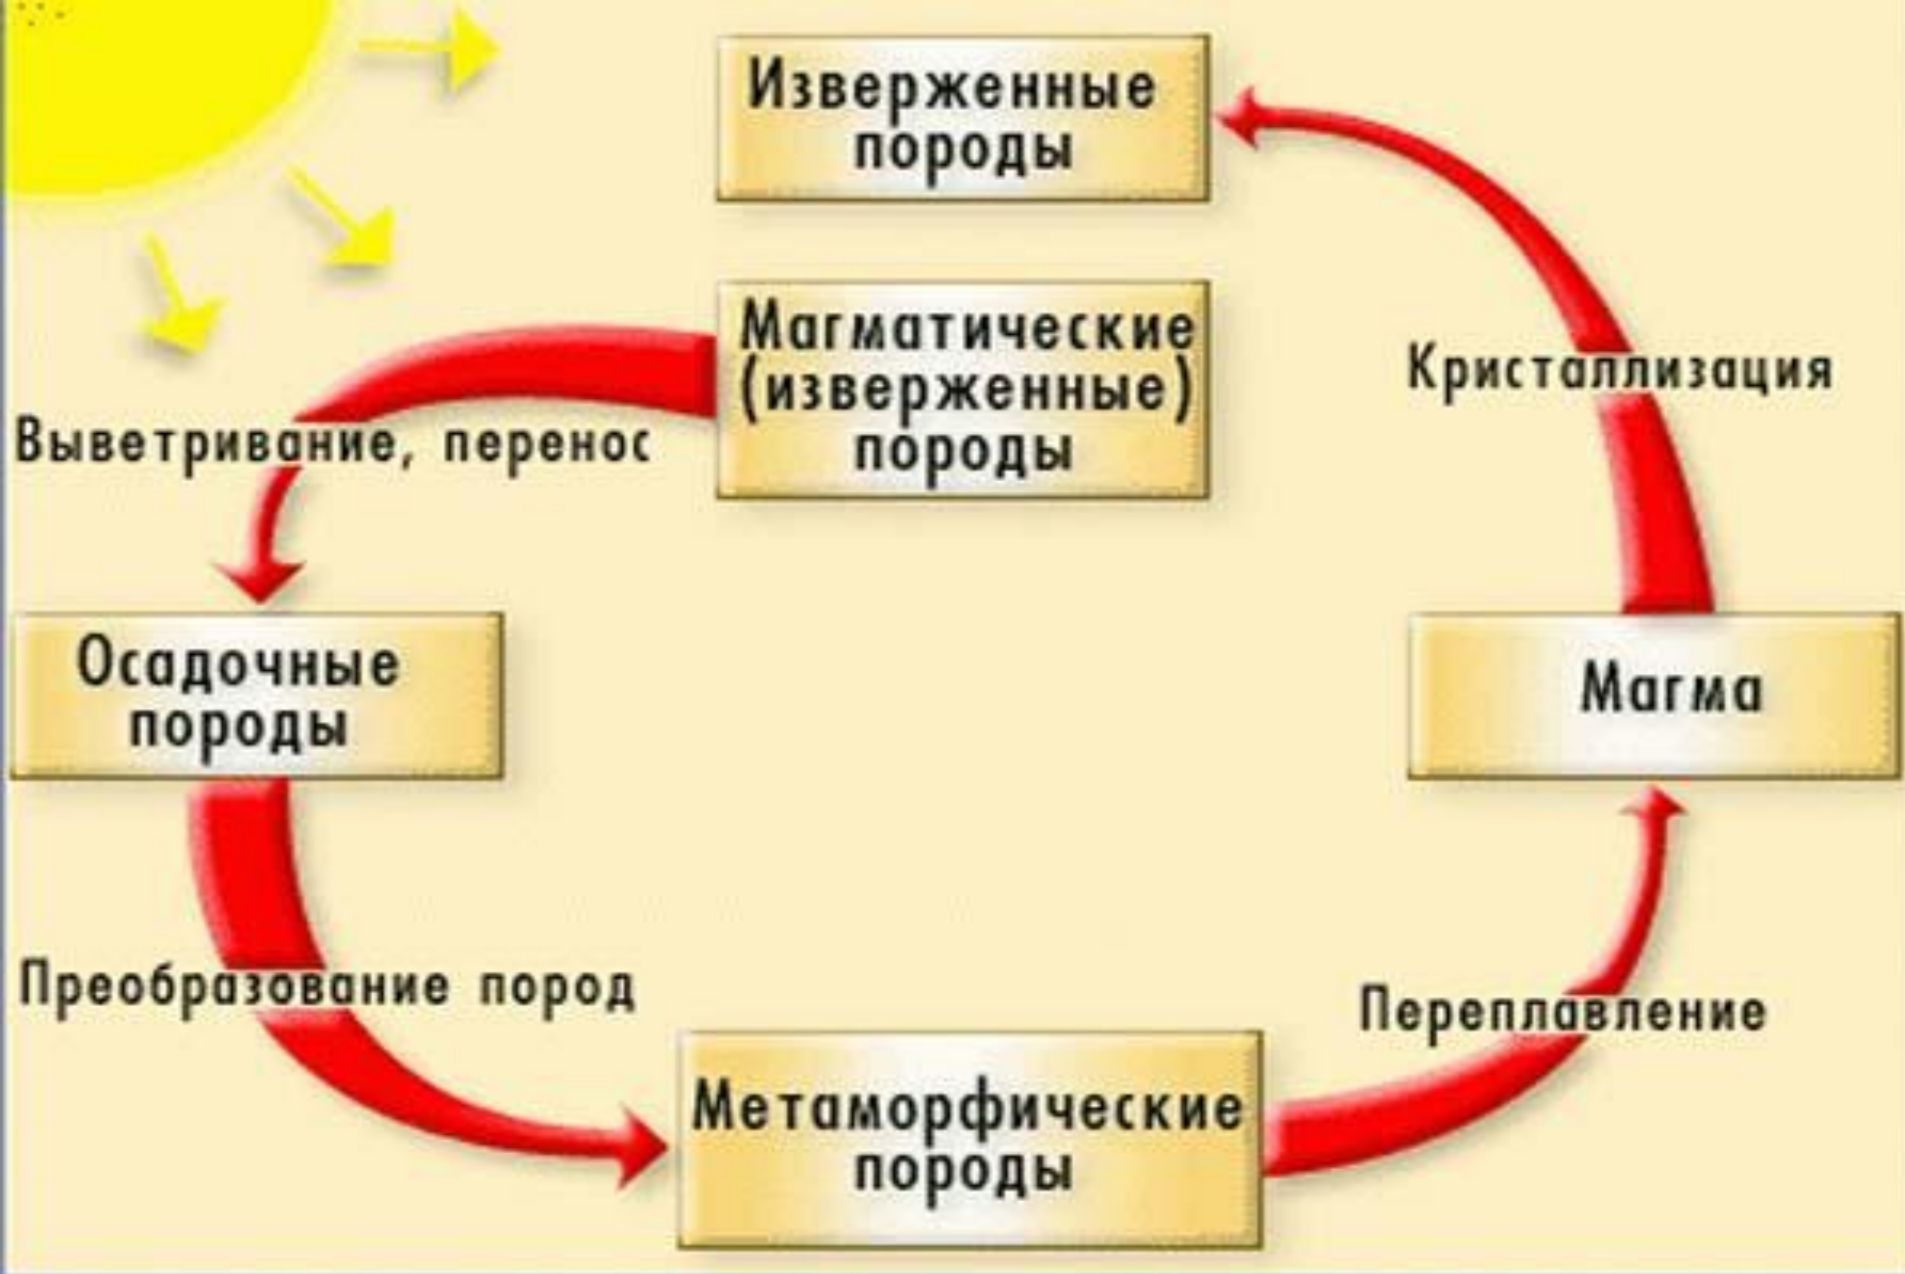 Изверженные
породы
Магматические
(изверженные)
породы
Кристаллизация
Выветривание, перенос
Осадочные
породы
Магма
Преобразование пород
Переплавление
Метаморфические
породы